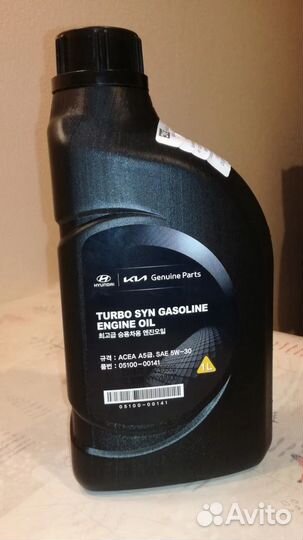 HYUNDAI KIA Genuine Parts
TURBO SYN GASOLINE
ENGINE OIL
최고급 승용차용 엔진오일
규격 : ACEA A5급, SAE 5W-30
품번 : 05100-00141
1L
05100-00141
Avito